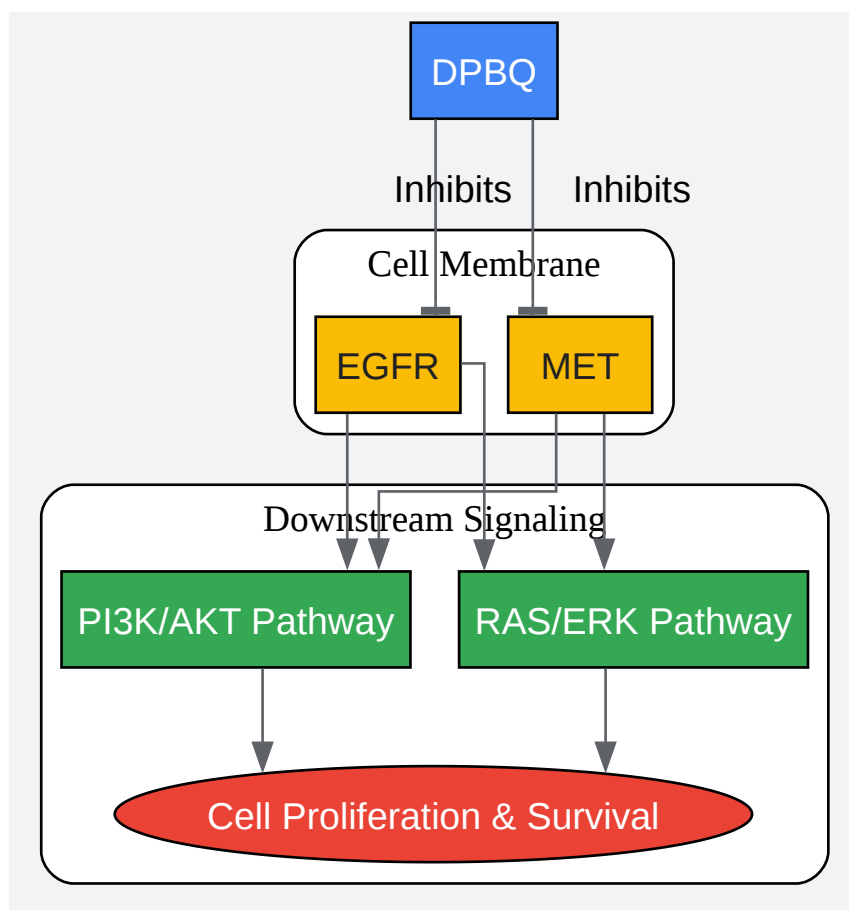 DPBQ
Inhibits Inhibits
Cell Membrane
EGFR MET
Downstream Signaling
PI3K/AKT Pathway RAS/ERK Pathway
Cell Proliferation & Survival